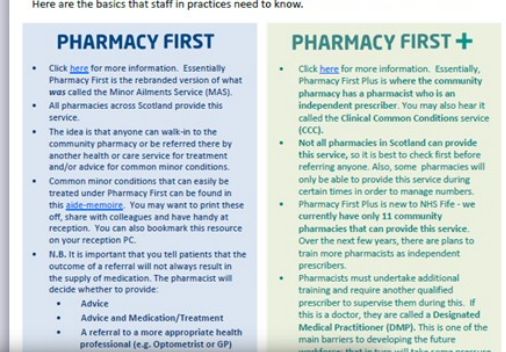 Here are the basics that staff in practices need to know.
PHARMACY FIRST
• Click here for more information. Essentially
Pharmacy First is the rebranded version of what
was called the Minor Ailments Service (MAS).
• All pharmacies across Scotland provide this
service.
• The idea is that anyone can walk-in to the
community pharmacy or be referred there by
another health or care service for treatment
and/or advice for common minor conditions.
• Common minor conditions that can easily be
treated under Pharmacy First can be found in
this aide-memoire. You may want to print these
off, share with colleagues and have handy at
reception. You can also bookmark this resource
on your reception PC.
• N.B. It is important that you tell patients that the
outcome of a referral will not always result in
the supply of medication. The pharmacist will
decide whether to provide:
• Advice
• Advice and Medication/Treatment
• A referral to a more appropriate health
professional (e.g. Optometrist or GP)
PHARMACY FIRST +
• Click here for more information. Essentially,
Pharmacy First Plus is where the community
pharmacy has a pharmacist who is an
independent prescriber. You may also hear it
called the Clinical Common Conditions service
(CCC).
• Not all pharmacies in Scotland can provide
this service, so it is best to check first before
referring anyone. Also, some pharmacies will
only be able to provide this service during
certain times in order to manage numbers.
• Pharmacy First Plus is new to NHS Fife - we
currently have only 11 community
pharmacies that can provide this service.
Over the next few years, there are plans to
train more pharmacists as independent
prescribers.
• Pharmacists must undertake additional
training and require another qualified
prescriber to supervise them during this. If
this is a doctor, they are called a Designated
Medical Practitioner (DMP). This is one of the
main barriers to developing the future